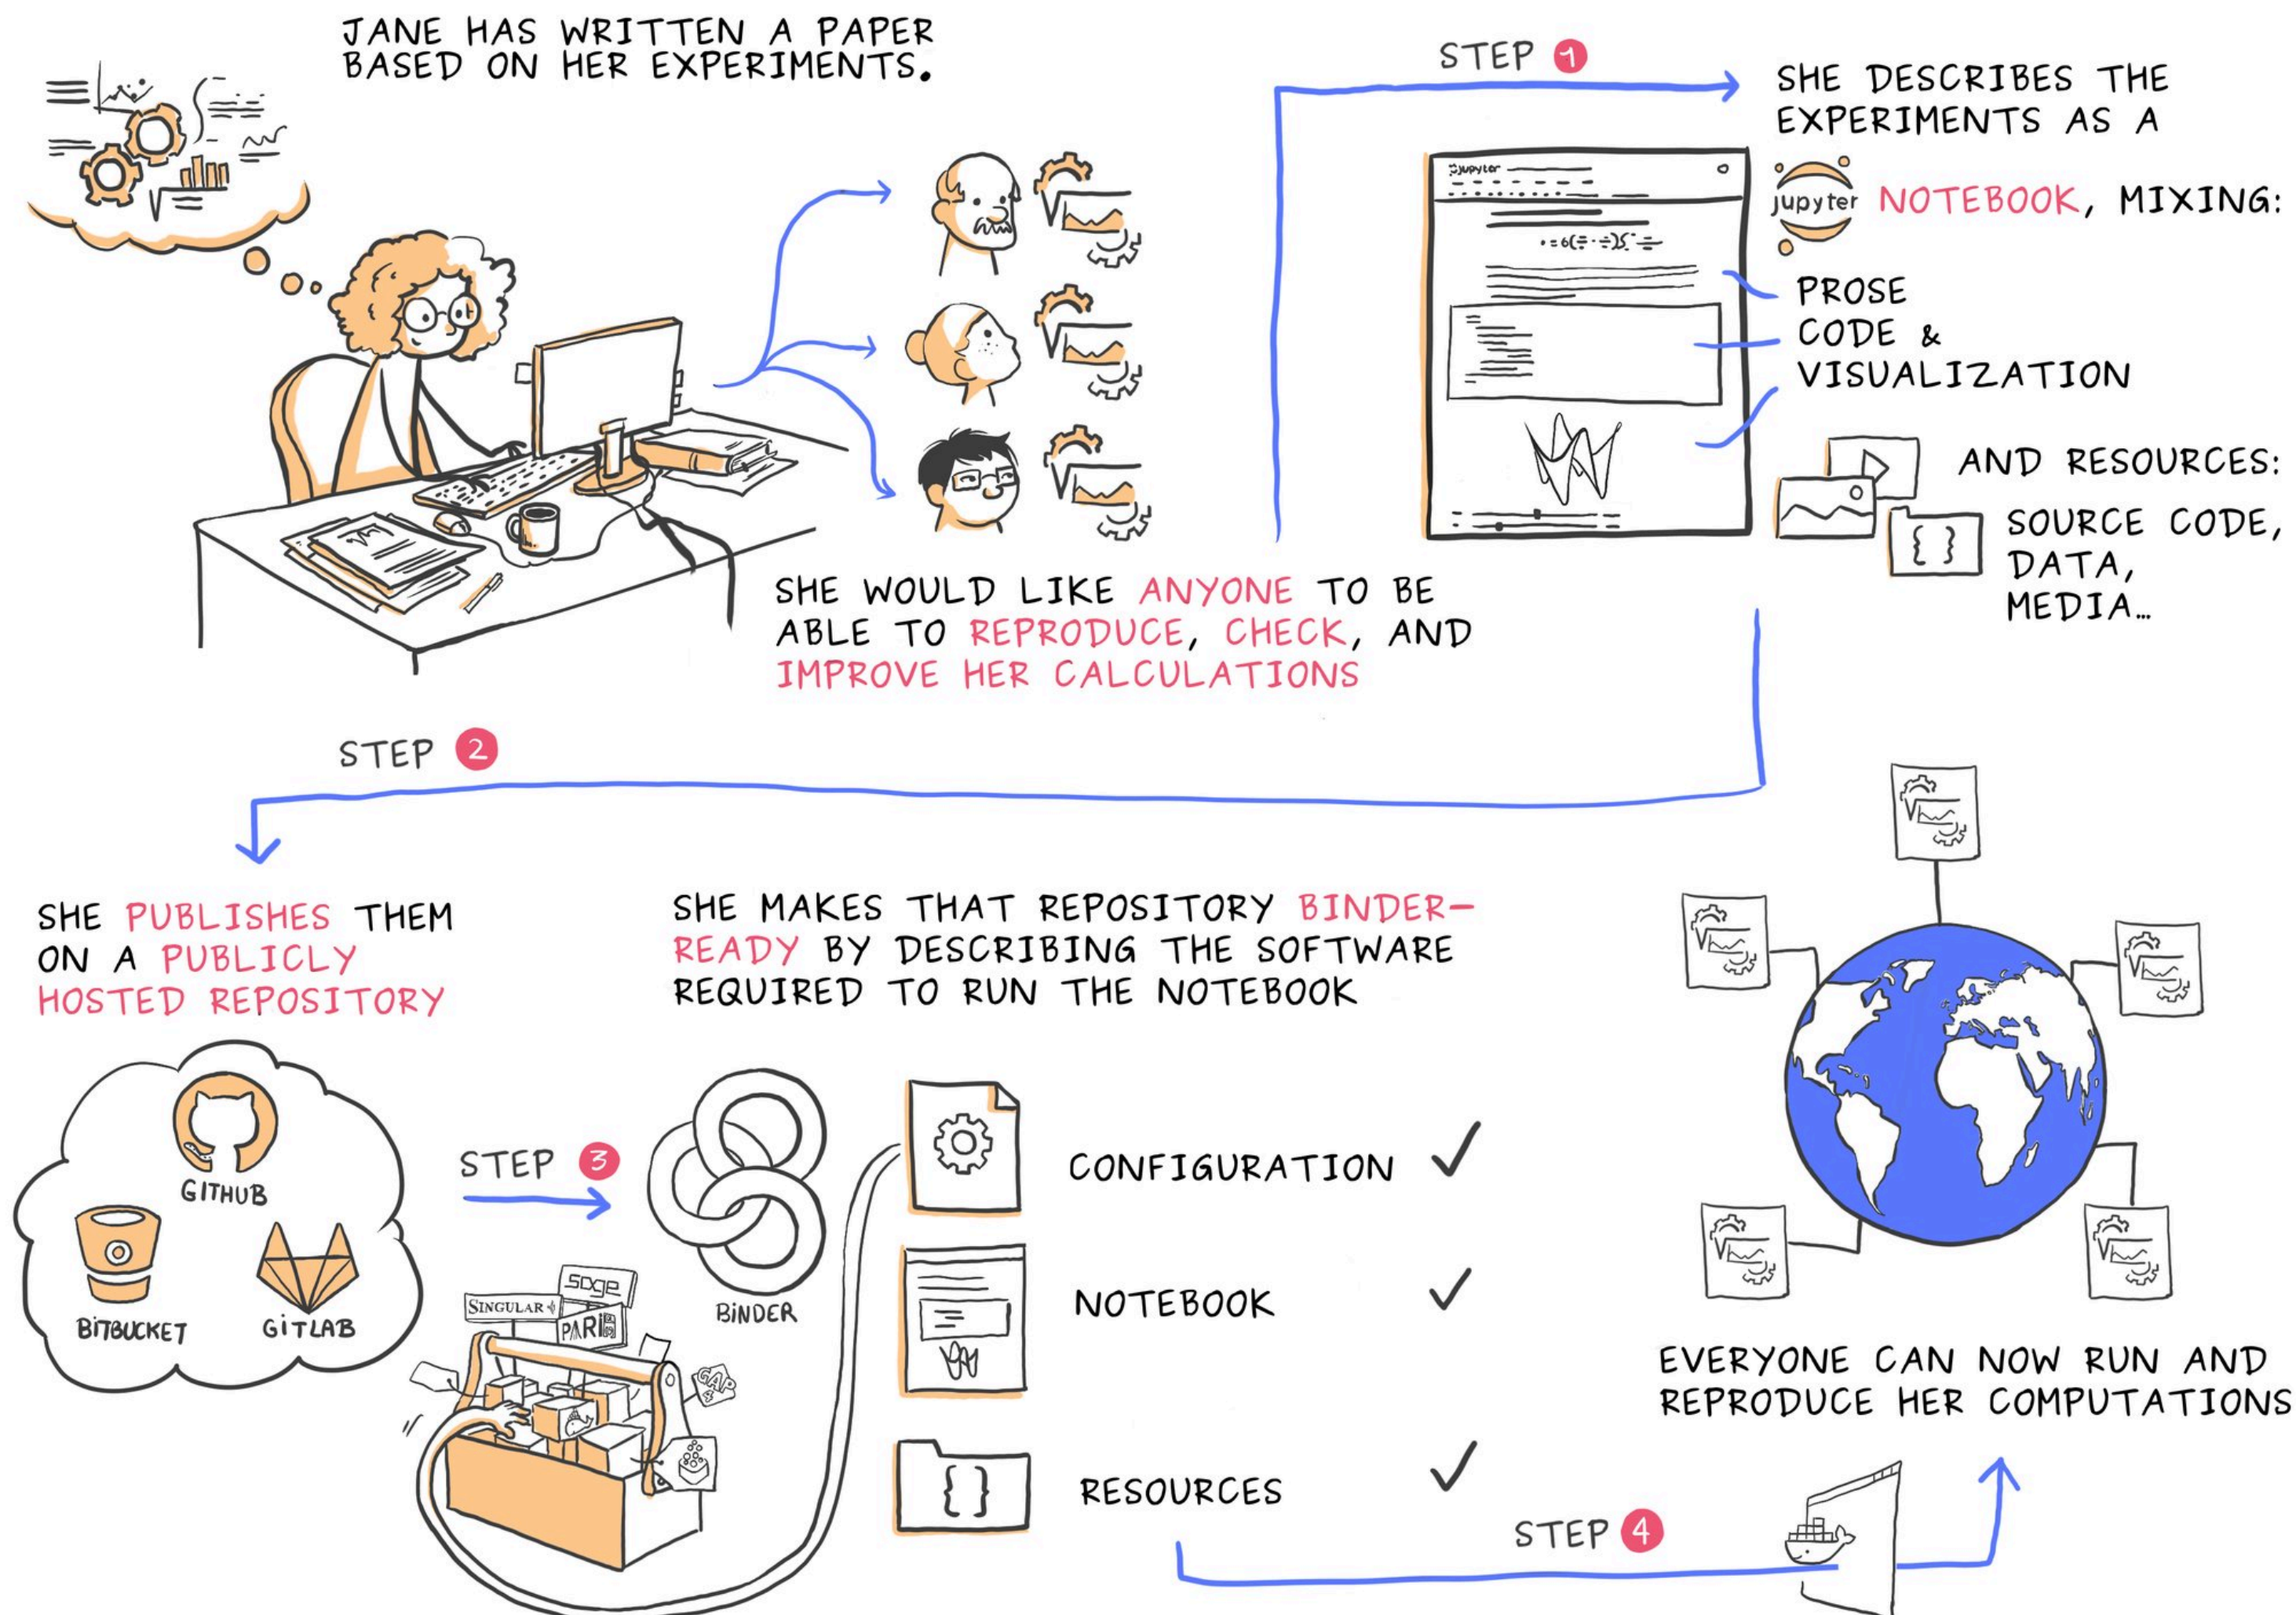 JANE HAS WRITTEN A PAPER
BASED ON HER EXPERIMENTS.
SHE WOULD LIKE ANYONE TO BE
ABLE TO REPRODUCE, CHECK, AND
IMPROVE HER CALCULATIONS
STEP 1
SHE DESCRIBES THE
EXPERIMENTS AS A
jupyter NOTEBOOK, MIXING:
jupyter
PROSE
CODE &
VISUALIZATION
AND RESOURCES:
SOURCE CODE,
DATA,
MEDIA...
{ }
STEP 2
SHE PUBLISHES THEM
ON A PUBLICLY
HOSTED REPOSITORY
GITHUB
BITBUCKET
GITLAB
STEP 3
SHE MAKES THAT REPOSITORY BINDER-
READY BY DESCRIBING THE SOFTWARE
REQUIRED TO RUN THE NOTEBOOK
BINDER
sage
SINGULAR
PARI
GAP
4
CONFIGURATION ✓
NOTEBOOK ✓
{ }
RESOURCES ✓
STEP 4
EVERYONE CAN NOW RUN AND
REPRODUCE HER COMPUTATIONS